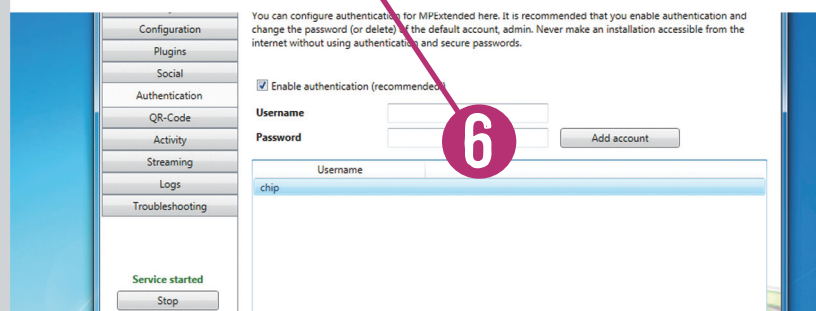 You can configure authentication for MPExtended here. It is recommended that you enable authentication and
change the password (or delete) of the default account, admin. Never make an installation accessible from the
internet without using authentication and secure passwords.
Configuration
Plugins
Social
Authentication
QR-Code
Activity
Streaming
Logs
Troubleshooting
Service started
Stop
Enable authentication (recommended)
Username
Password
Add account
6
Username
chip